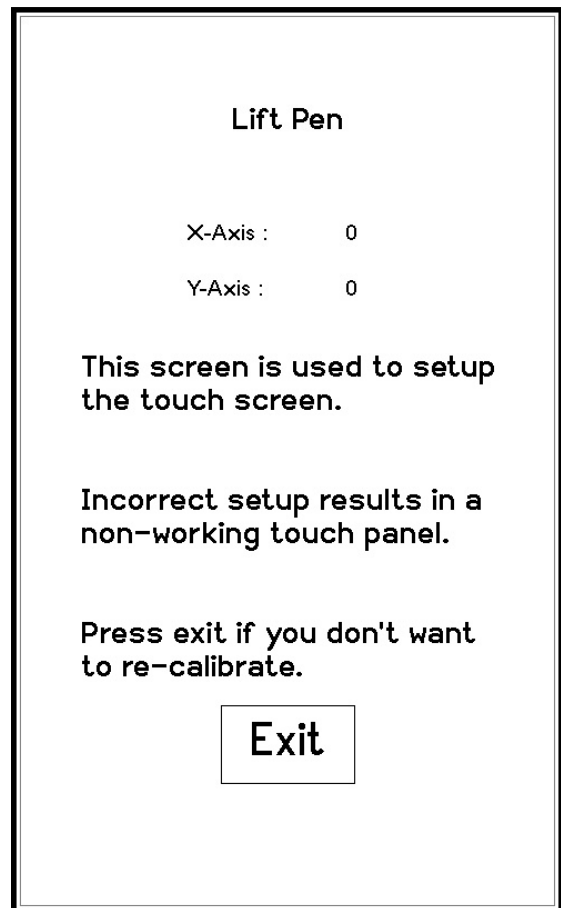 Lift Pen
X-Axis : 0
Y-Axis : 0
This screen is used to setup
the touch screen.
Incorrect setup results in a
non-working touch panel.
Press exit if you don't want
to re-calibrate.
Exit